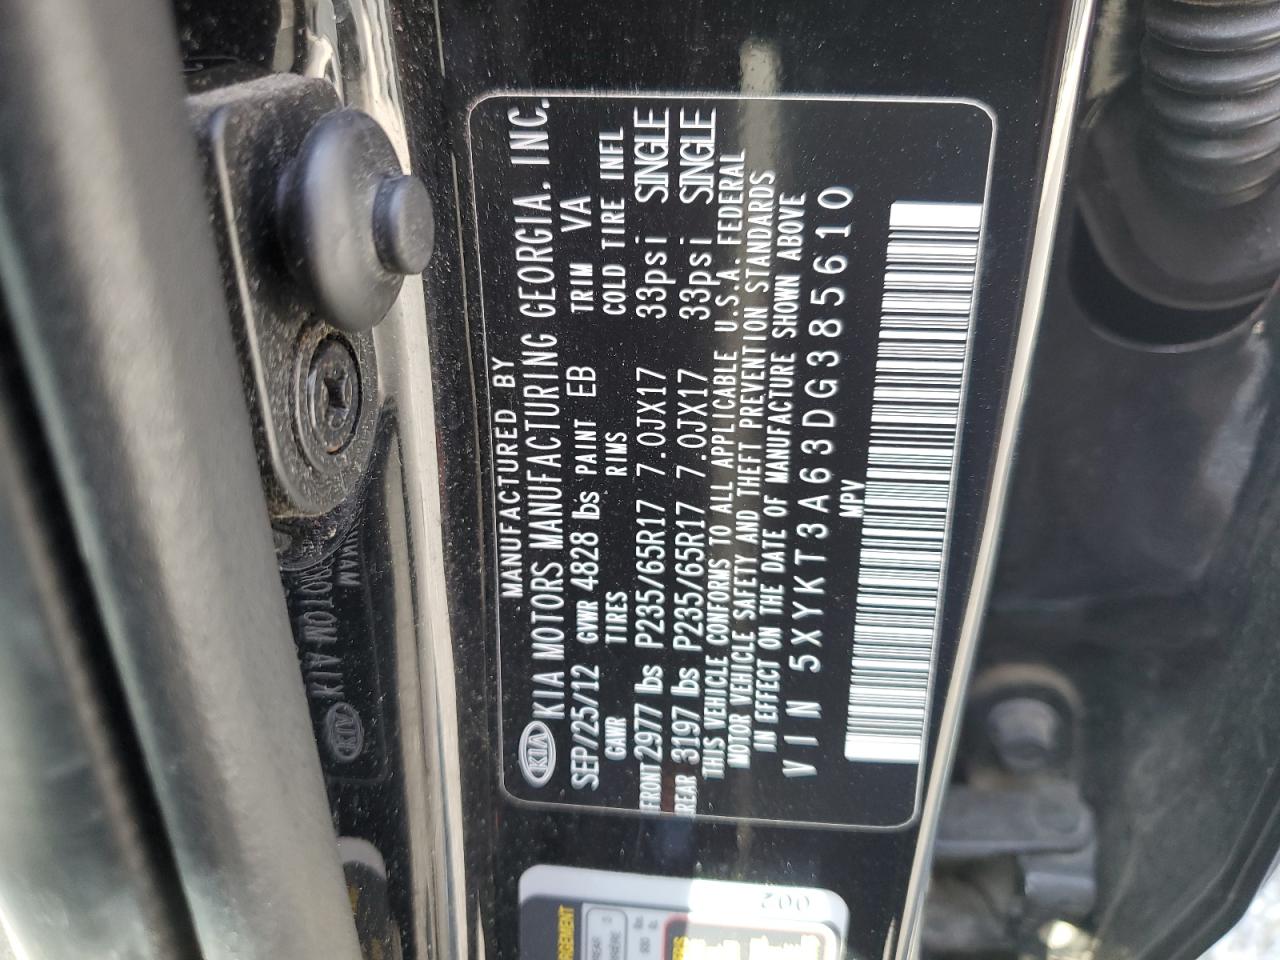 MANUFACTURED BY
KIA KIA MOTORS MANUFACTURING GEORGIA. INC.
SEP/25/12 GVWR 4828 lbs PAINT EB TRIM VA
GAWR TIRES RIMS COLD TIRE INFL
FRONT 2977 lbs P235/65R17 7.0JX17 33psi SINGLE
REAR 3197 lbs P235/65R17 7.0JX17 33psi SINGLE
THIS VEHICLE CONFORMS TO ALL APPLICABLE U.S.A. FEDERAL
MOTOR VEHICLE SAFETY AND THEFT PREVENTION STANDARDS
IN EFFECT ON THE DATE OF MANUFACTURE SHOWN ABOVE
VIN 5XYKT3A63DG385610
MPV
002